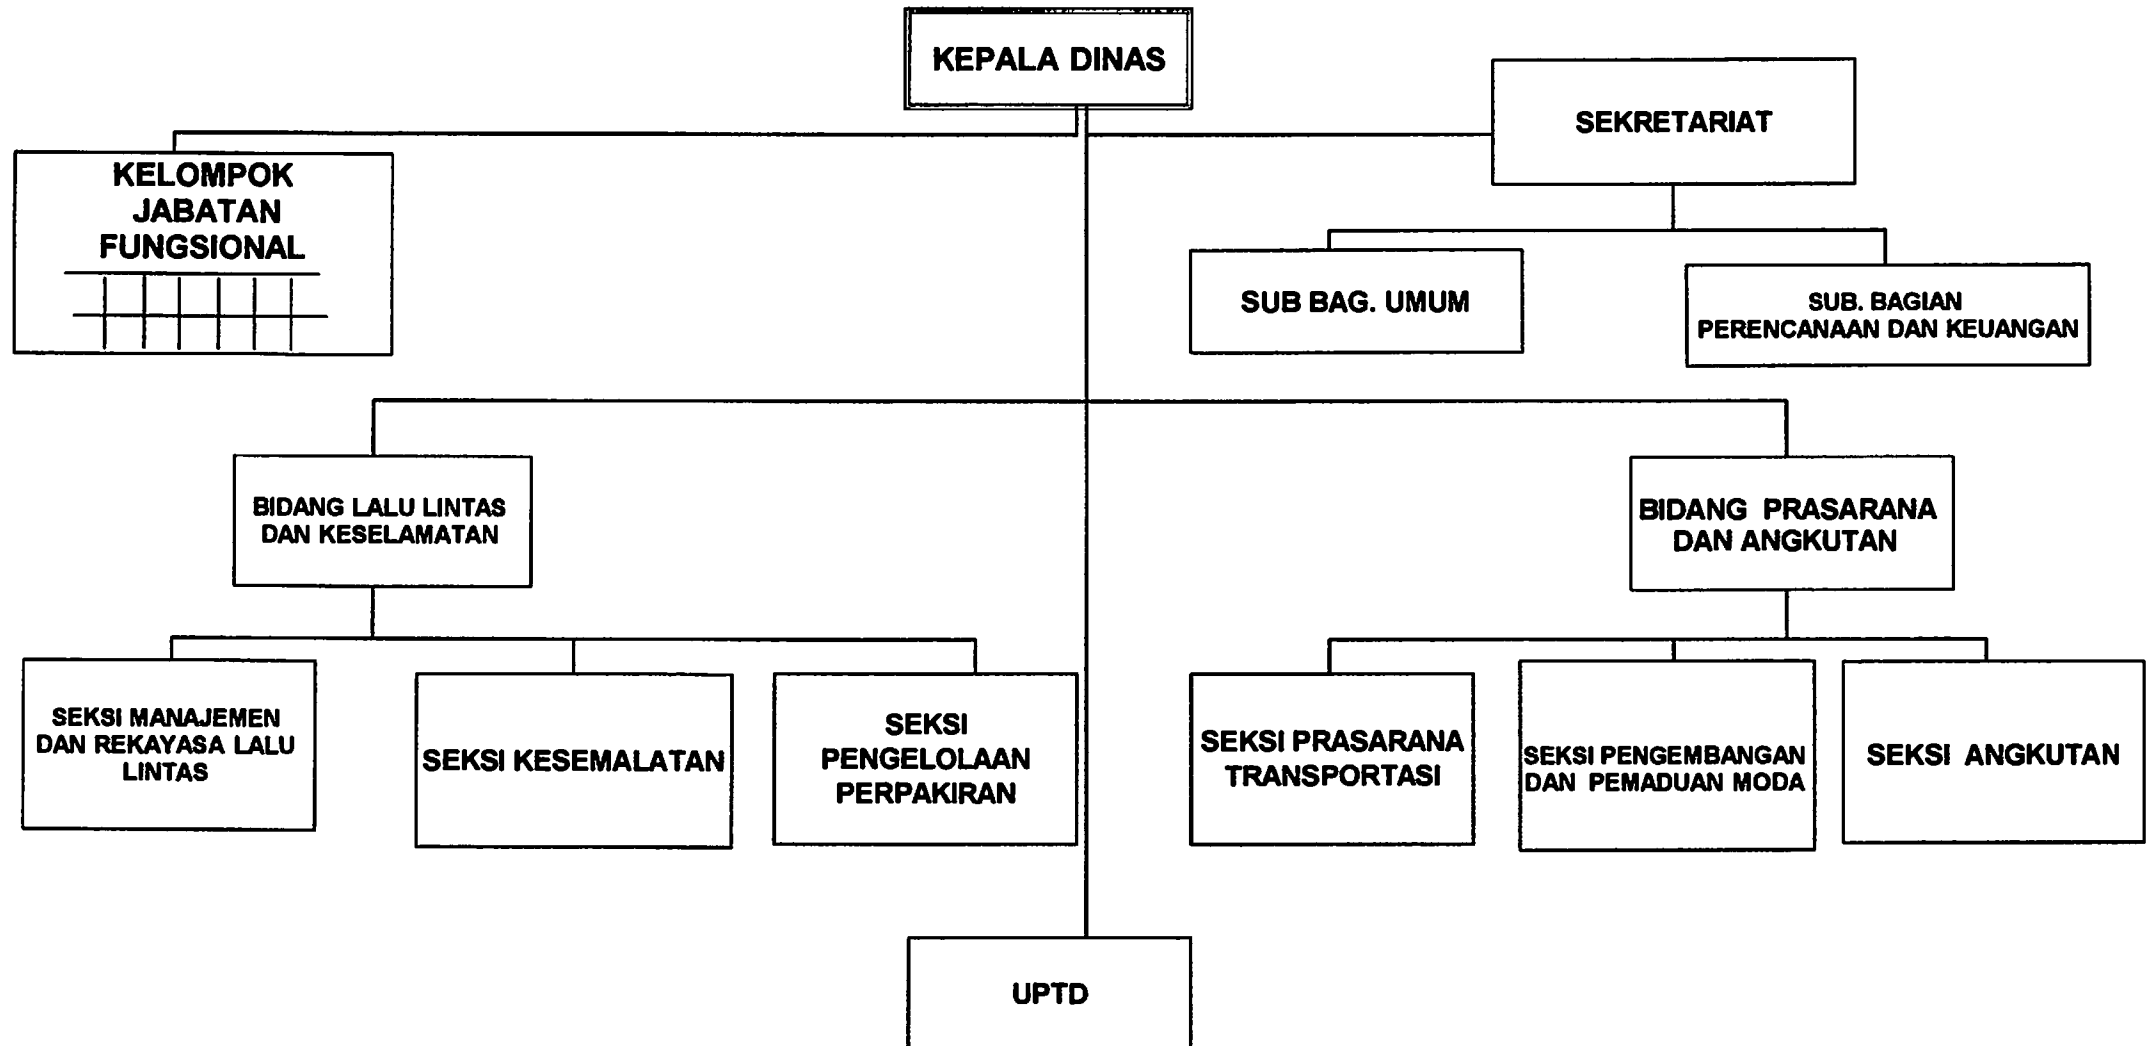 KEPALA DINAS
SEKRETARIAT
KELOMPOK
JABATAN
FUNGSIONAL
SUB BAG. UMUM
SUB. BAGIAN
PERENCANAAN DAN KEUANGAN
BIDANG LALU LINTAS
DAN KESELAMATAN
BIDANG PRASARANA
DAN ANGKUTAN
SEKSI MANAJEMEN
DAN REKAYASA LALU
LINTAS
SEKSI KESEMALATAN
SEKSI
PENGELOLAAN
PERPAKIRAN
SEKSI PRASARANA
TRANSPORTASI
SEKSI PENGEMBANGAN
DAN PEMADUAN MODA
SEKSI ANGKUTAN
UPTD